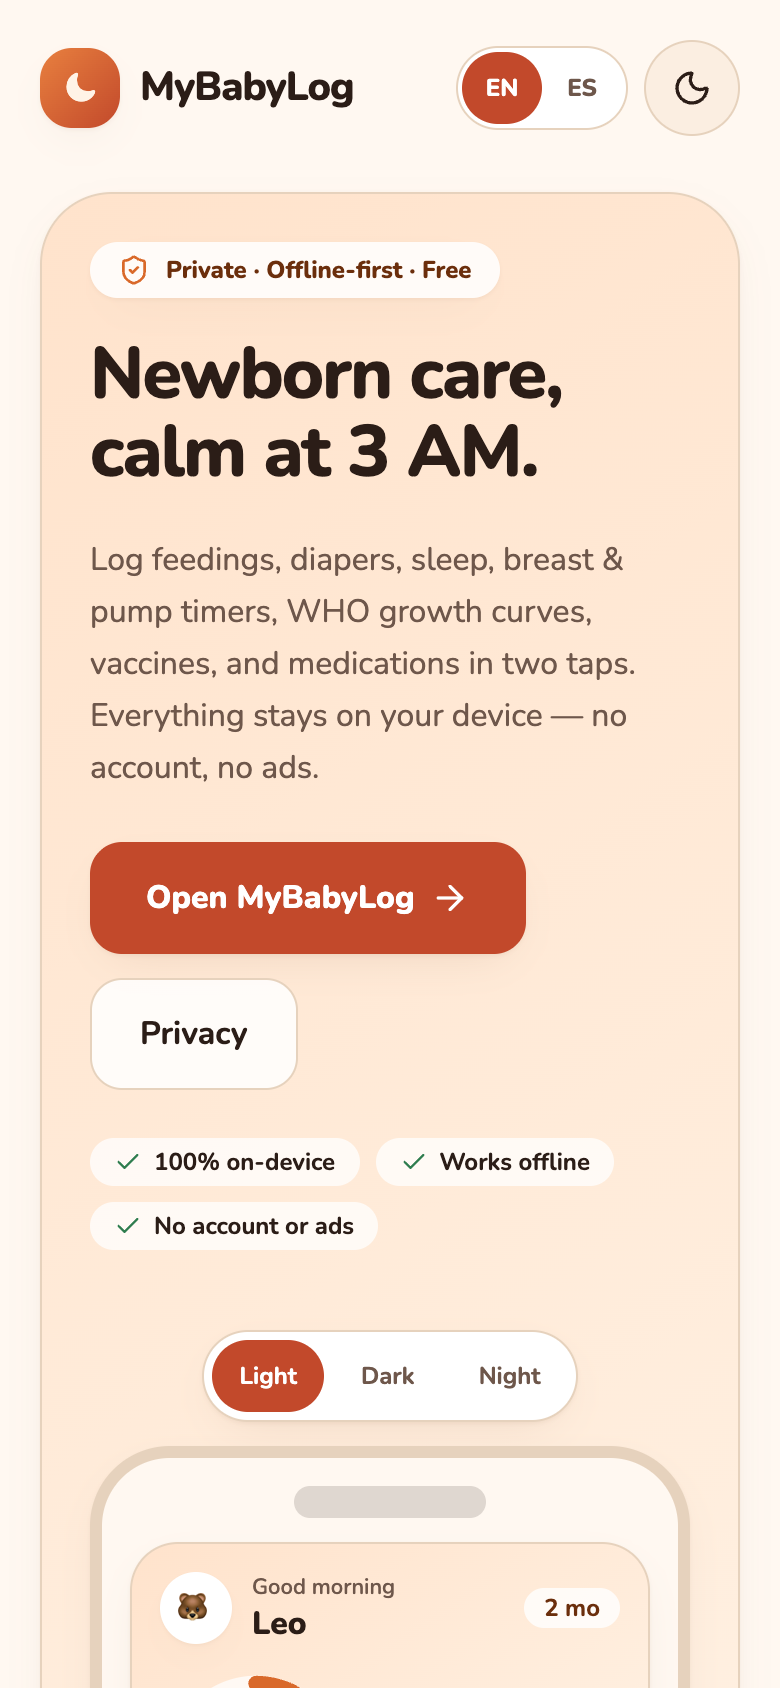 MyBabyLog
EN
ES
Private · Offline-first · Free
Newborn care,
calm at 3 AM.
Log feedings, diapers, sleep, breast &
pump timers, WHO growth curves,
vaccines, and medications in two taps.
Everything stays on your device — no
account, no ads.
Open MyBabyLog
Privacy
100% on-device
Works offline
No account or ads
Light
Dark
Night
Good morning
Leo
2 mo